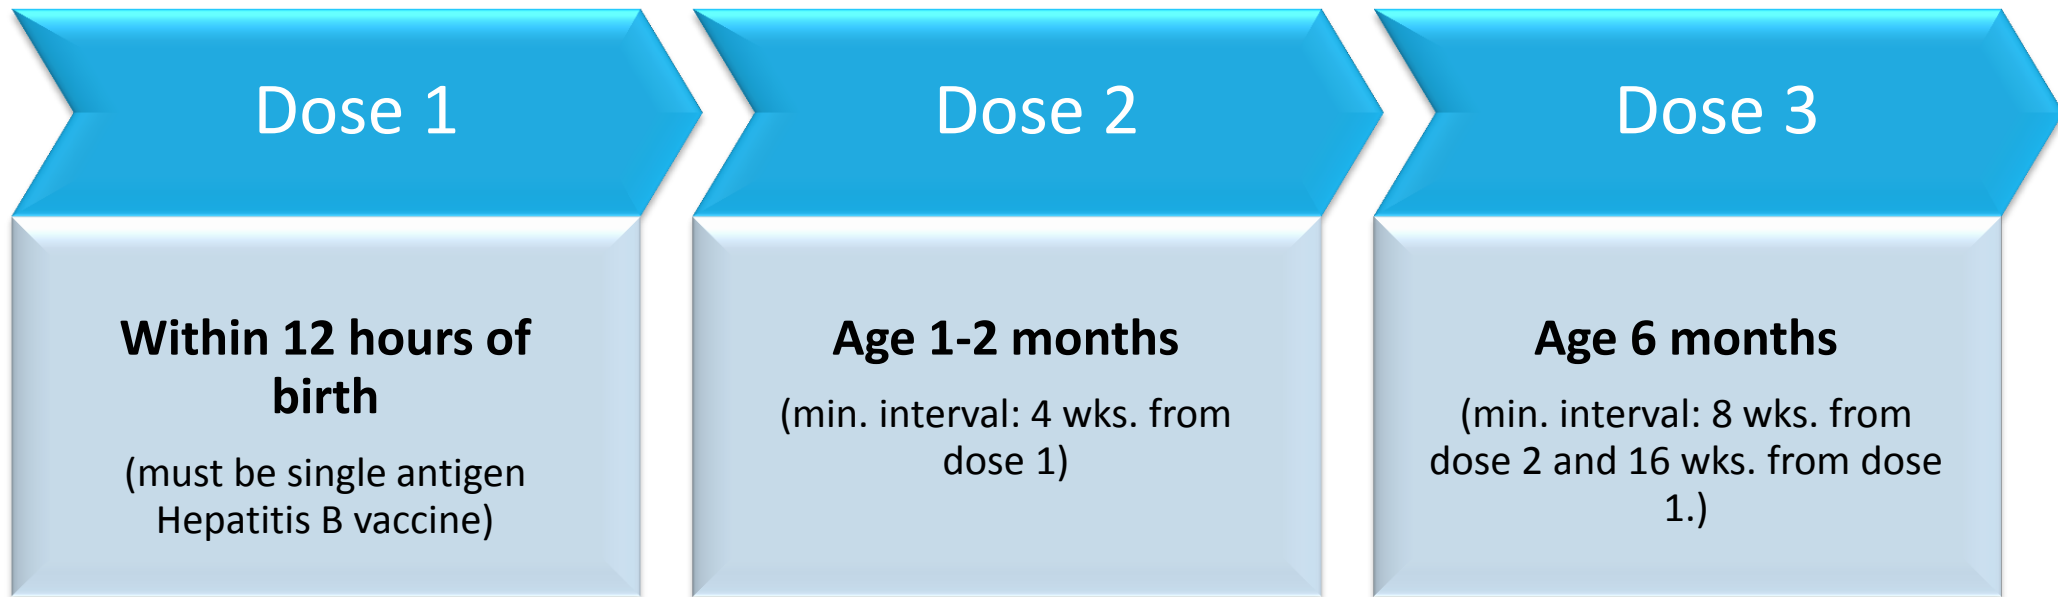 Dose 1
Within 12 hours of
birth
(must be single antigen
Hepatitis B vaccine)
Dose 2
Age 1-2 months
(min. interval: 4 wks. from
dose 1)
Dose 3
Age 6 months
(min. interval: 8 wks. from
dose 2 and 16 wks. from dose
1.)